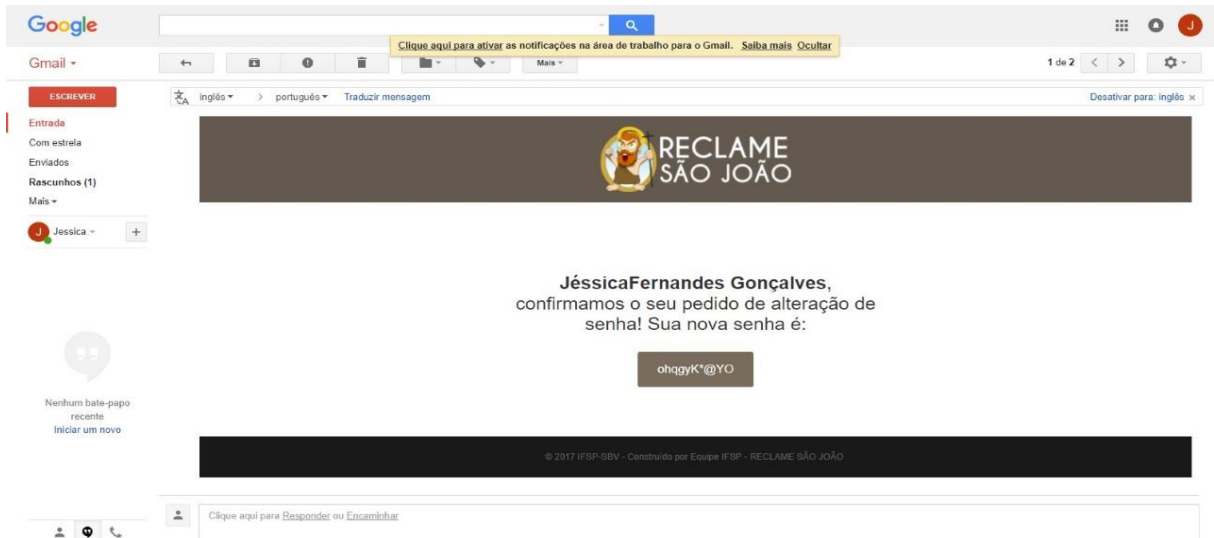 Google
Clique aqui para ativar as notificações na área de trabalho para o Gmail. Saiba mais Ocultar
J
Gmail
Mais
1 de 2
ESCREVER
inglês > português Traduzir mensagem
Desativar para: inglês x
Entrada
Com estrela
Enviados
Rascunhos (1)
Mais
J Jessica +
RECLAME
SÃO JOÃO
JéssicaFernandes Gonçalves,
confirmamos o seu pedido de alteração de
senha! Sua nova senha é:
ohqgyK*@YO
Nenhum bate-papo
recente
Iniciar um novo
© 2017 IFSP-SBV - Construído por Equipe IFSP - RECLAME SÃO JOÃO
Clique aqui para Responder ou Encaminhar